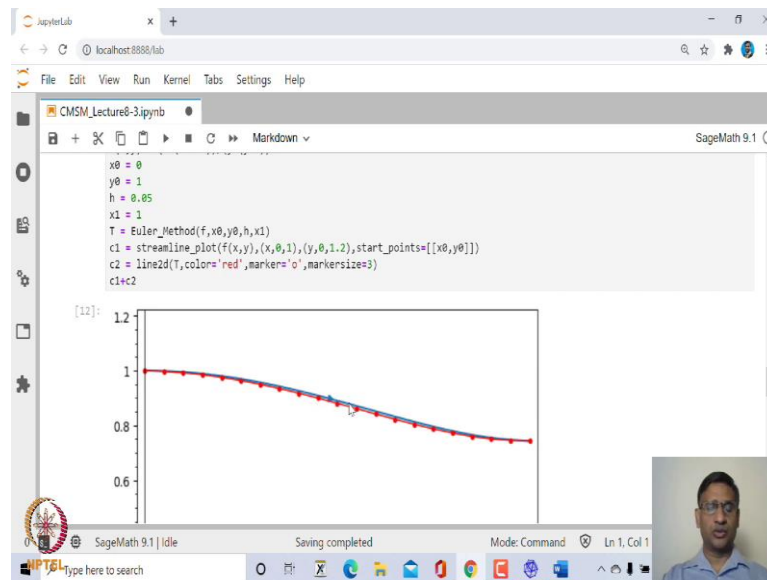 JupyterLab
localhost:8888/lab
File Edit View Run Kernel Tabs Settings Help
CMSM_Lecture8-3.ipynb
Markdown
SageMath 9.1
x0 = 0
y0 = 1
h = 0.05
x1 = 1
T = Euler_Method(f,x0,y0,h,x1)
c1 = streamline_plot(f(x,y),(x,0,1),(y,0,1.2),start_points=[[x0,y0]])
c2 = line2d(T,color='red',marker='o',markersize=3)
c1+c2
[12]:
1.2
1
0.8
0.6
SageMath 9.1 | Idle Saving completed Mode: Command Ln 1, Col 1
NPTEL
Type here to search